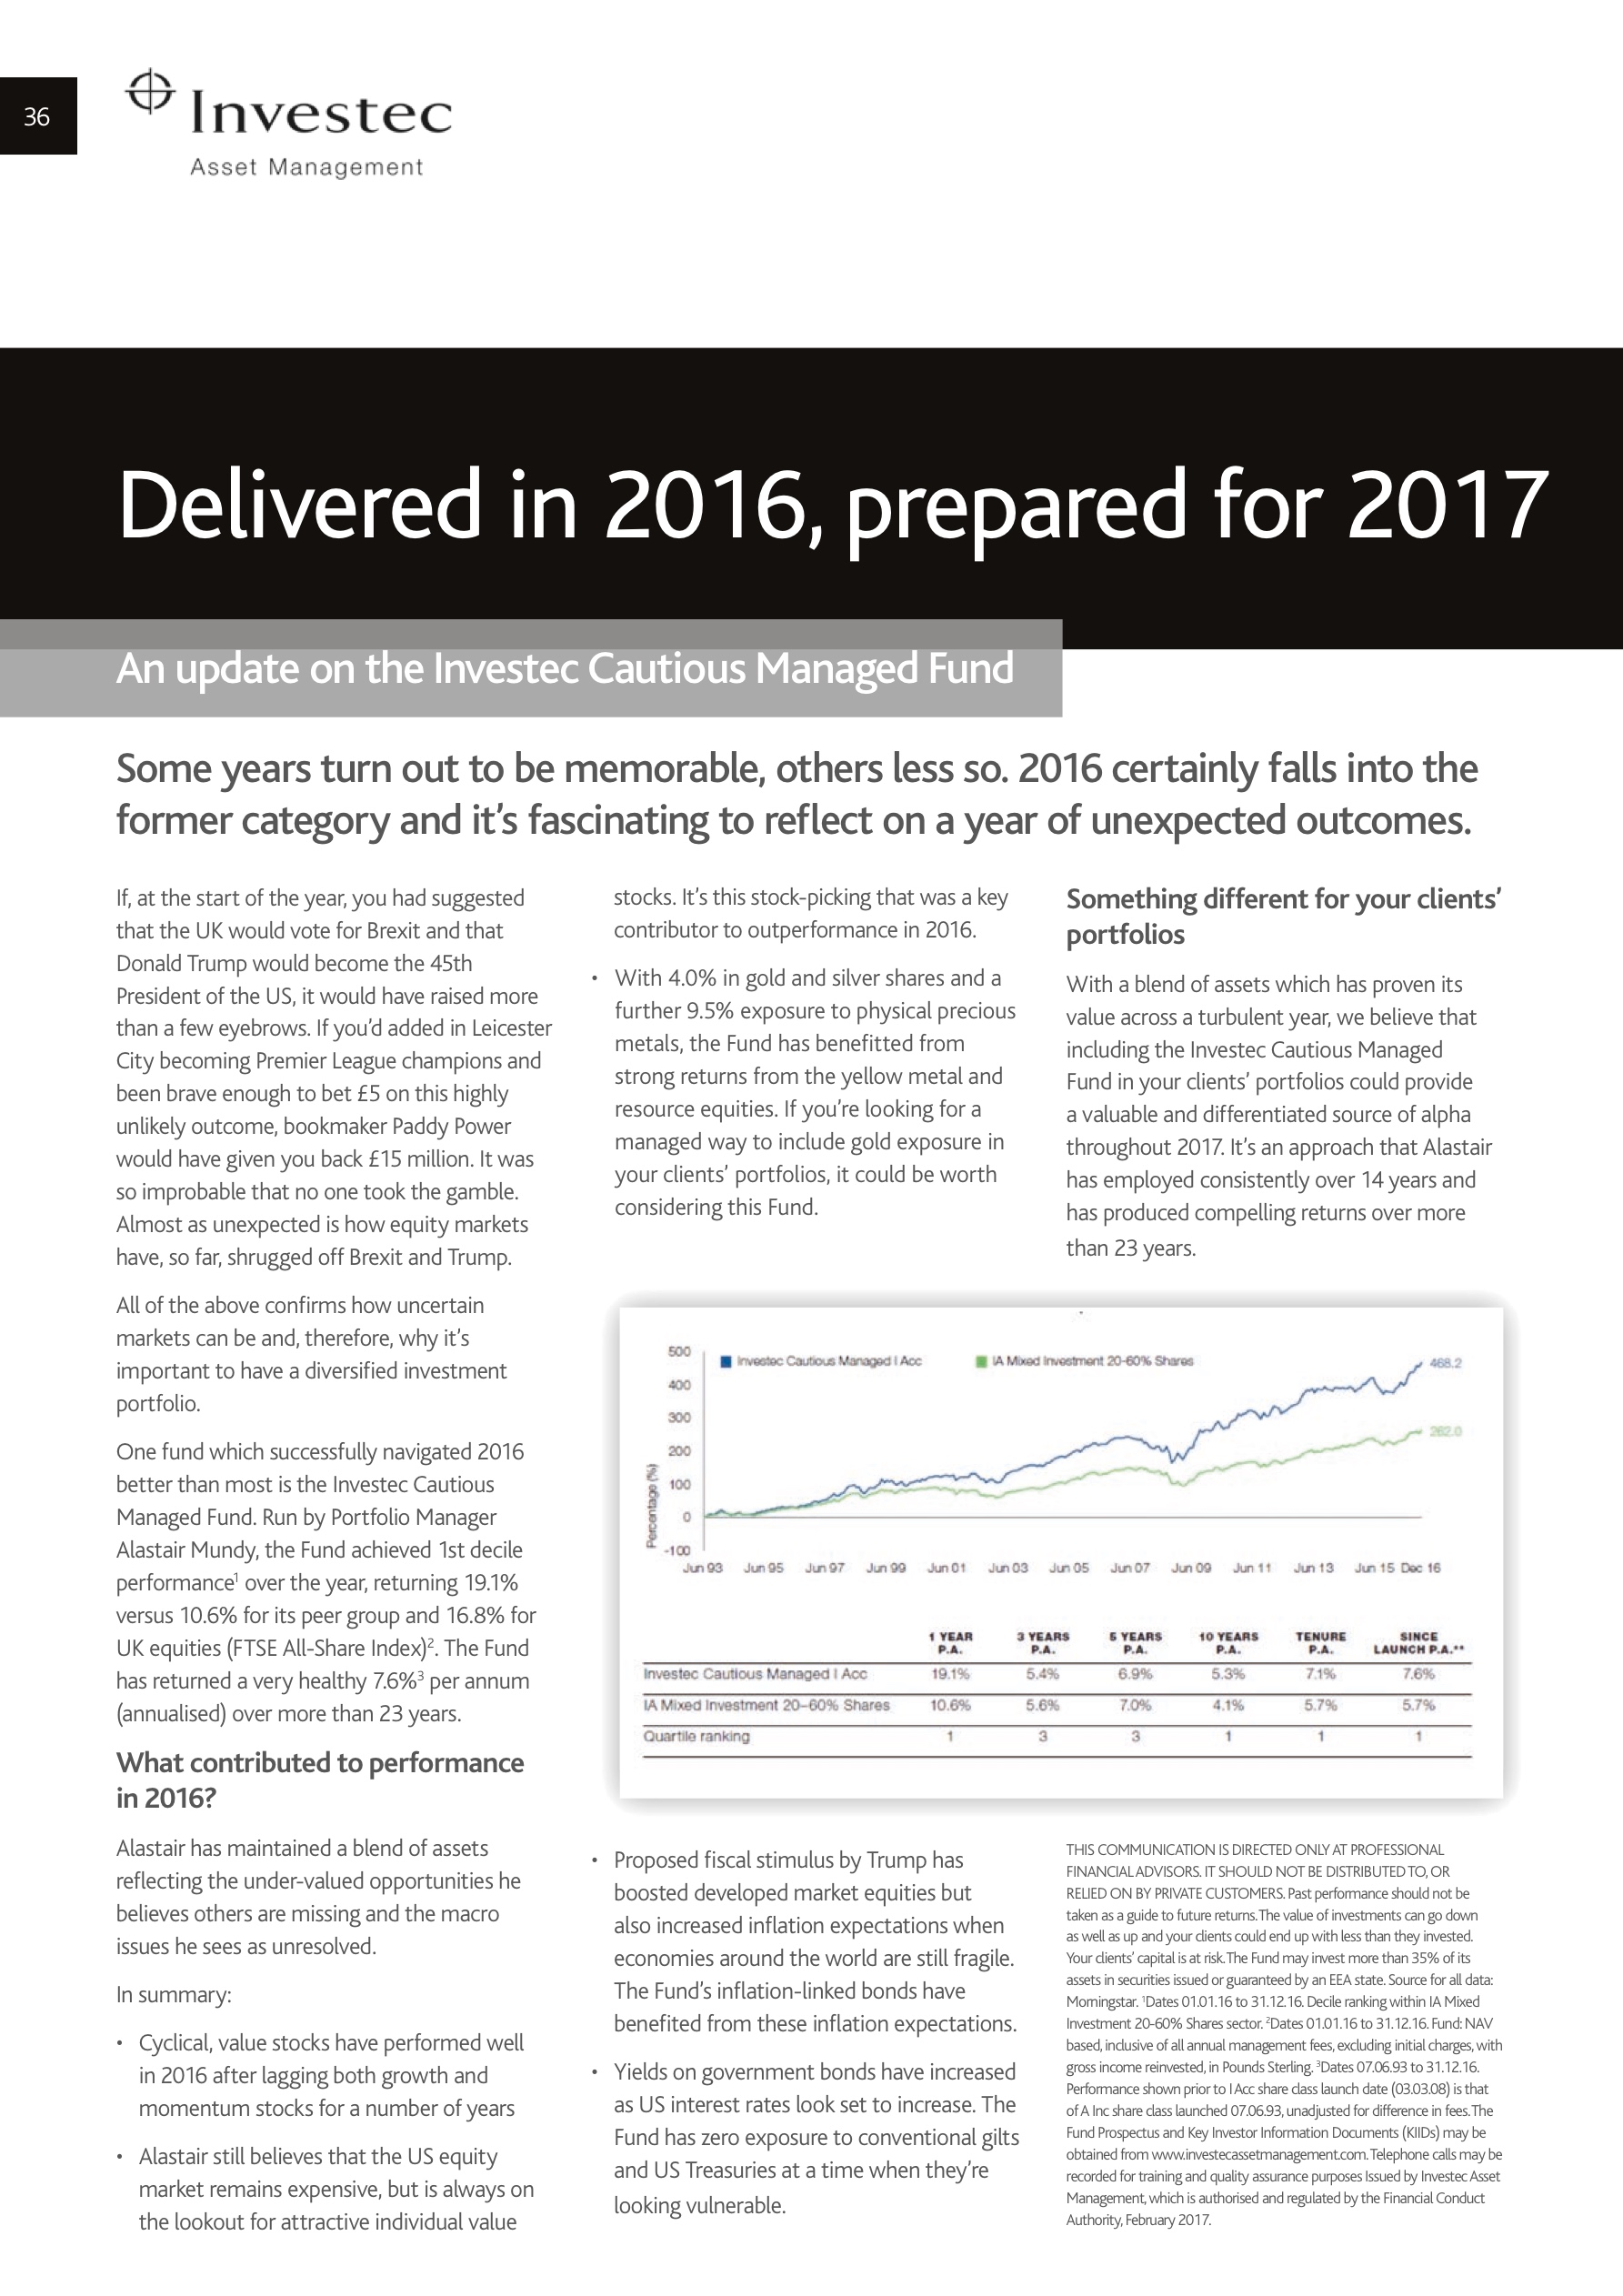 36
Investec
Asset Management
Delivered in 2016, prepared for 2017
An update on the Investec Cautious Managed Fund
Some years turn out to be memorable, others less so. 2016 certainly falls into the
former category and it’s fascinating to reflect on a year of unexpected outcomes.
If, at the start of the year, you had suggested
that the UK would vote for Brexit and that
Donald Trump would become the 45th
President of the US, it would have raised more
than a few eyebrows. If you’d added in Leicester
City becoming Premier League champions and
been brave enough to bet £5 on this highly
unlikely outcome, bookmaker Paddy Power
would have given you back £15 million. It was
so improbable that no one took the gamble.
Almost as unexpected is how equity markets
have, so far, shrugged off Brexit and Trump.
All of the above confirms how uncertain
markets can be and, therefore, why it’s
important to have a diversified investment
portfolio.
One fund which successfully navigated 2016
better than most is the Investec Cautious
Managed Fund. Run by Portfolio Manager
Alastair Mundy, the Fund achieved 1st decile
performance¹ over the year, returning 19.1%
versus 10.6% for its peer group and 16.8% for
UK equities (FTSE All-Share Index)². The Fund
has returned a very healthy 7.6%³ per annum
(annualised) over more than 23 years.
What contributed to performance
in 2016?
Alastair has maintained a blend of assets
reflecting the under-valued opportunities he
believes others are missing and the macro
issues he sees as unresolved.
In summary:
• Cyclical, value stocks have performed well
in 2016 after lagging both growth and
momentum stocks for a number of years
• Alastair still believes that the US equity
market remains expensive, but is always on
the lookout for attractive individual value
stocks. It’s this stock-picking that was a key
contributor to outperformance in 2016.
• With 4.0% in gold and silver shares and a
further 9.5% exposure to physical precious
metals, the Fund has benefitted from
strong returns from the yellow metal and
resource equities. If you’re looking for a
managed way to include gold exposure in
your clients’ portfolios, it could be worth
considering this Fund.
Something different for your clients’
portfolios
With a blend of assets which has proven its
value across a turbulent year, we believe that
including the Investec Cautious Managed
Fund in your clients’ portfolios could provide
a valuable and differentiated source of alpha
throughout 2017. It’s an approach that Alastair
has employed consistently over 14 years and
has produced compelling returns over more
than 23 years.
Percentage (%)
500
400
300
200
100
0
-100
Investec Cautious Managed I Acc
IA Mixed Investment 20-60% Shares
468.2
262.0
Jun 93 Jun 95 Jun 97 Jun 99 Jun 01 Jun 03 Jun 05 Jun 07 Jun 09 Jun 11 Jun 13 Jun 15 Dec 16
1 YEAR P.A. 3 YEARS P.A. 5 YEARS P.A. 10 YEARS P.A. TENURE P.A. SINCE LAUNCH P.A.**
Investec Cautious Managed I Acc 19.1% 5.4% 6.9% 5.3% 7.1% 7.6%
IA Mixed Investment 20–60% Shares 10.6% 5.6% 7.0% 4.1% 5.7% 5.7%
Quartile ranking 1 3 3 1 1 1
• Proposed fiscal stimulus by Trump has
boosted developed market equities but
also increased inflation expectations when
economies around the world are still fragile.
The Fund’s inflation-linked bonds have
benefited from these inflation expectations.
• Yields on government bonds have increased
as US interest rates look set to increase. The
Fund has zero exposure to conventional gilts
and US Treasuries at a time when they’re
looking vulnerable.
THIS COMMUNICATION IS DIRECTED ONLY AT PROFESSIONAL
FINANCIAL ADVISORS. IT SHOULD NOT BE DISTRIBUTED TO, OR
RELIED ON BY PRIVATE CUSTOMERS. Past performance should not be
taken as a guide to future returns. The value of investments can go down
as well as up and your clients could end up with less than they invested.
Your clients’ capital is at risk. The Fund may invest more than 35% of its
assets in securities issued or guaranteed by an EEA state. Source for all data:
Morningstar. ¹Dates 01.01.16 to 31.12.16. Decile ranking within IA Mixed
Investment 20-60% Shares sector. ²Dates 01.01.16 to 31.12.16. Fund: NAV
based, inclusive of all annual management fees, excluding initial charges, with
gross income reinvested, in Pounds Sterling. ³Dates 07.06.93 to 31.12.16.
Performance shown prior to I Acc share class launch date (03.03.08) is that
of A Inc share class launched 07.06.93, unadjusted for difference in fees. The
Fund Prospectus and Key Investor Information Documents (KIIDs) may be
obtained from www.investecassetmanagement.com. Telephone calls may be
recorded for training and quality assurance purposes Issued by Investec Asset
Management, which is authorised and regulated by the Financial Conduct
Authority, February 2017.